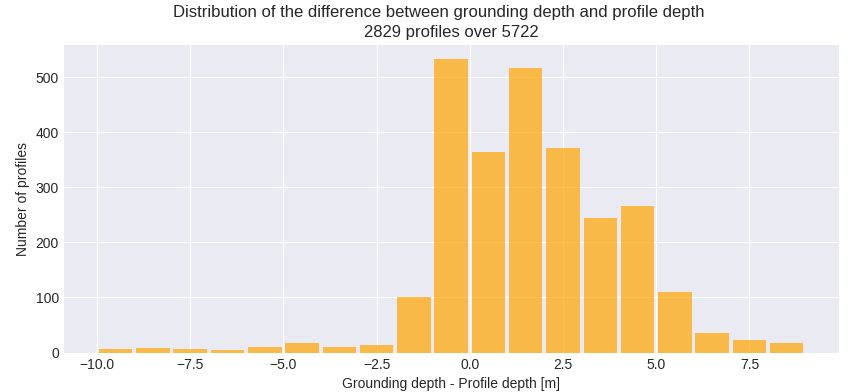 Distribution of the difference between grounding depth and profile depth
2829 profiles over 5722
500
400
300
200
100
0
Number of profiles
−10.0 −7.5 −5.0 −2.5 0.0 2.5 5.0 7.5
Grounding depth - Profile depth [m]